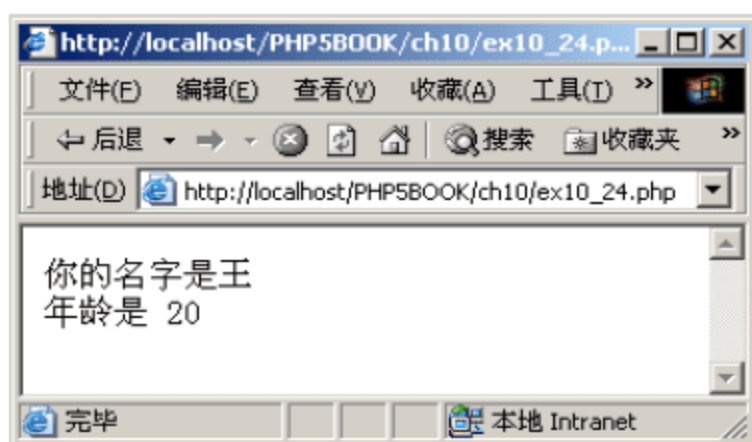 http://localhost/PHP5BOOK/ch10/ex10_24.p...
文件(F) 编辑(E) 查看(V) 收藏(A) 工具(T) »
后退 搜索 收藏夹 »
地址(D) http://localhost/PHP5BOOK/ch10/ex10_24.php
你的名字是王
年龄是 20
完毕 本地 Intranet